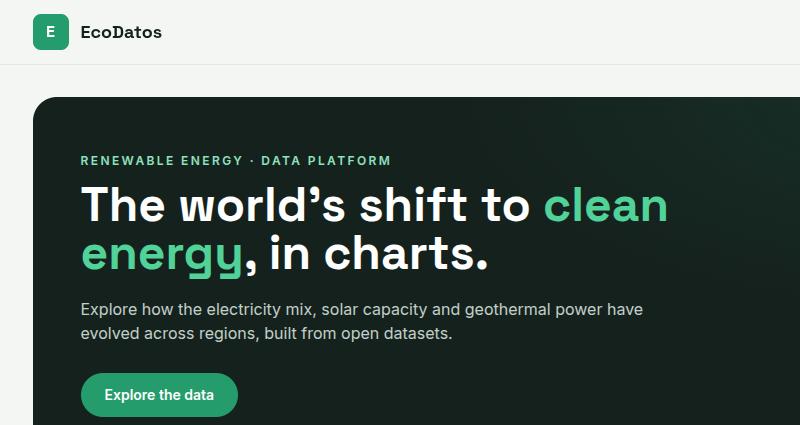 E
EcoDatos
RENEWABLE ENERGY · DATA PLATFORM
The world’s shift to clean
energy, in charts.
Explore how the electricity mix, solar capacity and geothermal power have
evolved across regions, built from open datasets.
Explore the data